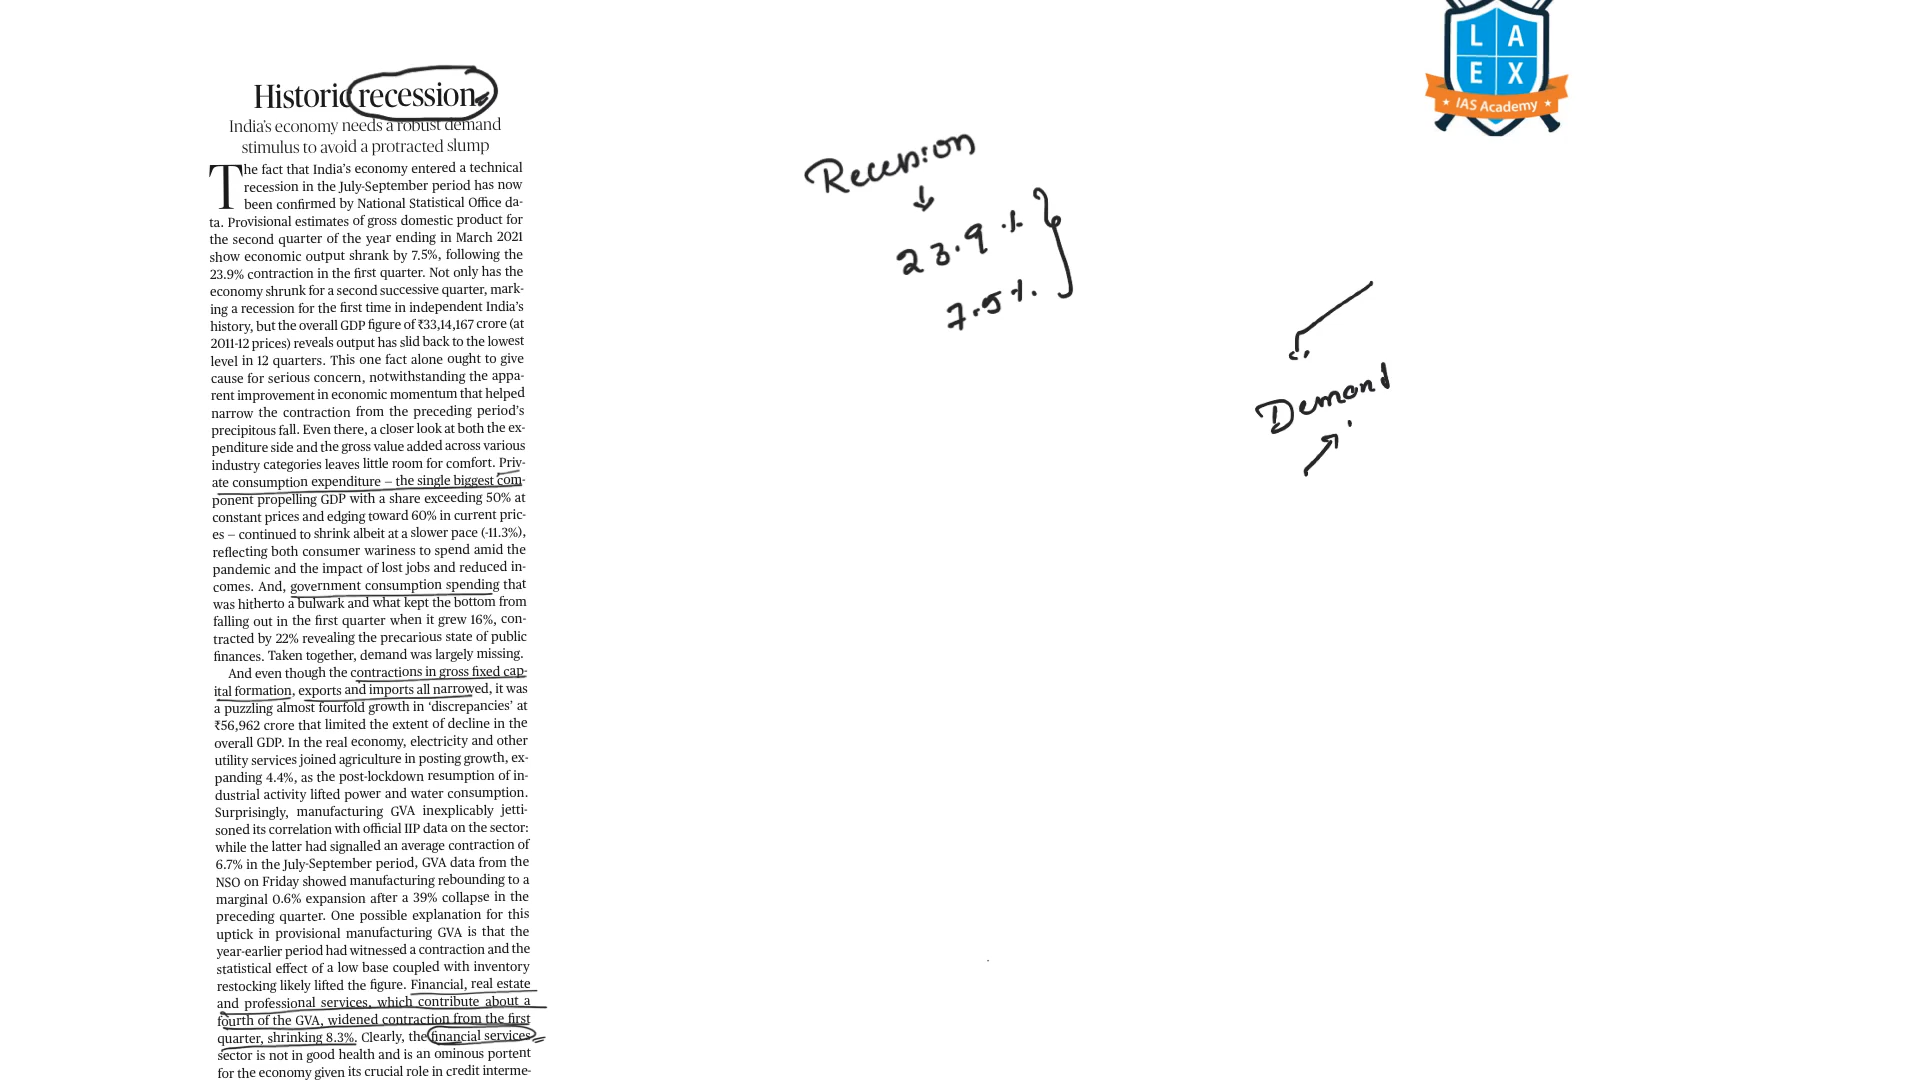 Historic recession
India's economy needs a robust demand
stimulus to avoid a protracted slump
The fact that India's economy entered a technical
recession in the July-September period has now
been confirmed by National Statistical Office da-
ta. Provisional estimates of gross domestic product for
the second quarter of the year ending in March 2021
show economic output shrank by 7.5%, following the
23.9% contraction in the first quarter. Not only has the
economy shrunk for a second successive quarter, mark-
ing a recession for the first time in independent India's
history, but the overall GDP figure of ₹33,14,167 crore (at
2011-12 prices) reveals output has slid back to the lowest
level in 12 quarters. This one fact alone ought to give
cause for serious concern, notwithstanding the appa-
rent improvement in economic momentum that helped
narrow the contraction from the preceding period's
precipitous fall. Even there, a closer look at both the ex-
penditure side and the gross value added across various
industry categories leaves little room for comfort. Priv-
ate consumption expenditure – the single biggest com-
ponent propelling GDP with a share exceeding 50% at
constant prices and edging toward 60% in current pric-
es – continued to shrink albeit at a slower pace (-11.3%),
reflecting both consumer wariness to spend amid the
pandemic and the impact of lost jobs and reduced in-
comes. And, government consumption spending that
was hitherto a bulwark and what kept the bottom from
falling out in the first quarter when it grew 16%, con-
tracted by 22% revealing the precarious state of public
finances. Taken together, demand was largely missing.
And even though the contractions in gross fixed cap-
ital formation, exports and imports all narrowed, it was
a puzzling almost fourfold growth in 'discrepancies' at
₹56,962 crore that limited the extent of decline in the
overall GDP. In the real economy, electricity and other
utility services joined agriculture in posting growth, ex-
panding 4.4%, as the post-lockdown resumption of in-
dustrial activity lifted power and water consumption.
Surprisingly, manufacturing GVA inexplicably jetti-
soned its correlation with official IIP data on the sector:
while the latter had signalled an average contraction of
6.7% in the July-September period, GVA data from the
NSO on Friday showed manufacturing rebounding to a
marginal 0.6% expansion after a 39% collapse in the
preceding quarter. One possible explanation for this
uptick in provisional manufacturing GVA is that the
year-earlier period had witnessed a contraction and the
statistical effect of a low base coupled with inventory
restocking likely lifted the figure. Financial, real estate
and professional services, which contribute about a
fourth of the GVA, widened contraction from the first
quarter, shrinking 8.3%. Clearly, the financial services
sector is not in good health and is an ominous portent
for the economy given its crucial role in credit interme-
Recession
23.9%
7.5%
Demand
L A
E X
IAS Academy